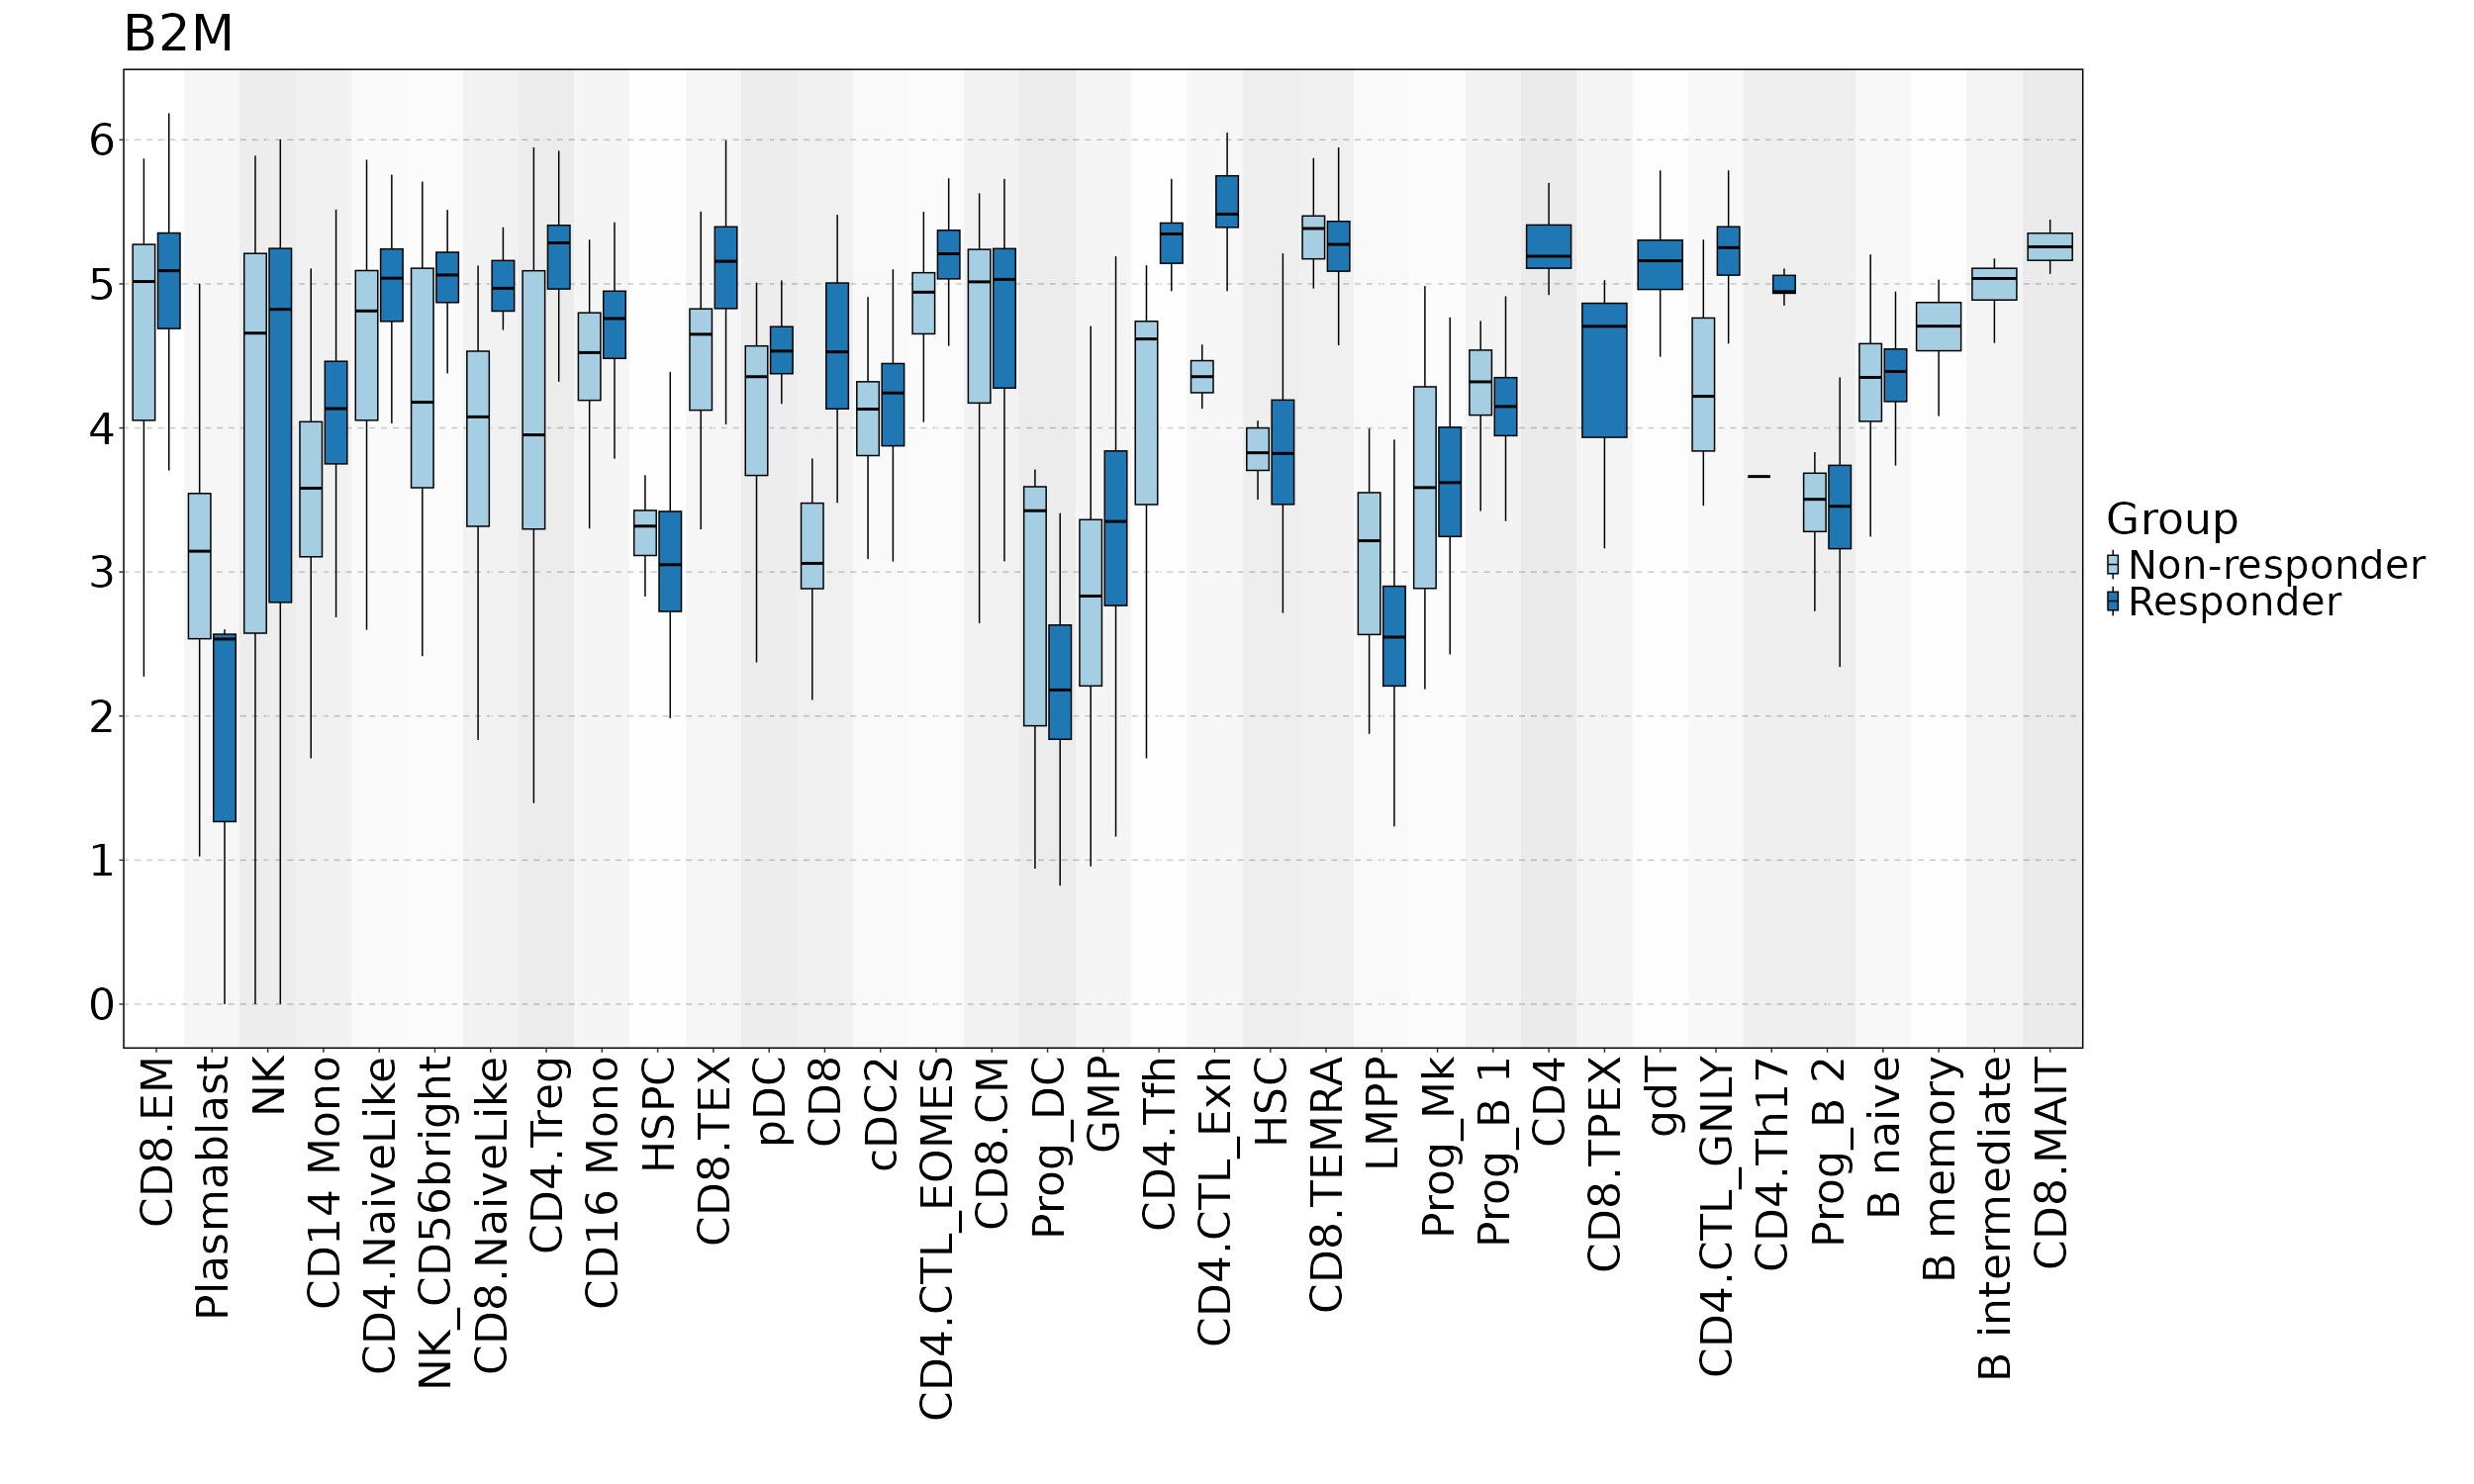 B2M
6
5
4
3
2
1
0
CD8.EM
Plasmablast
NK
CD14 Mono
CD4.NaiveLike
NK_CD56bright
CD8.NaiveLike
CD4.Treg
CD16 Mono
HSPC
CD8.TEX
pDC
CD8
cDC2
CD4.CTL_EOMES
CD8.CM
Prog_DC
GMP
CD4.Tfh
CD4.CTL_Exh
HSC
CD8.TEMRA
LMPP
Prog_Mk
Prog_B 1
CD4
CD8.TPEX
gdT
CD4.CTL_GNLY
CD4.Th17
Prog_B 2
B naive
B memory
B intermediate
CD8.MAIT
Group
Non-responder
Responder